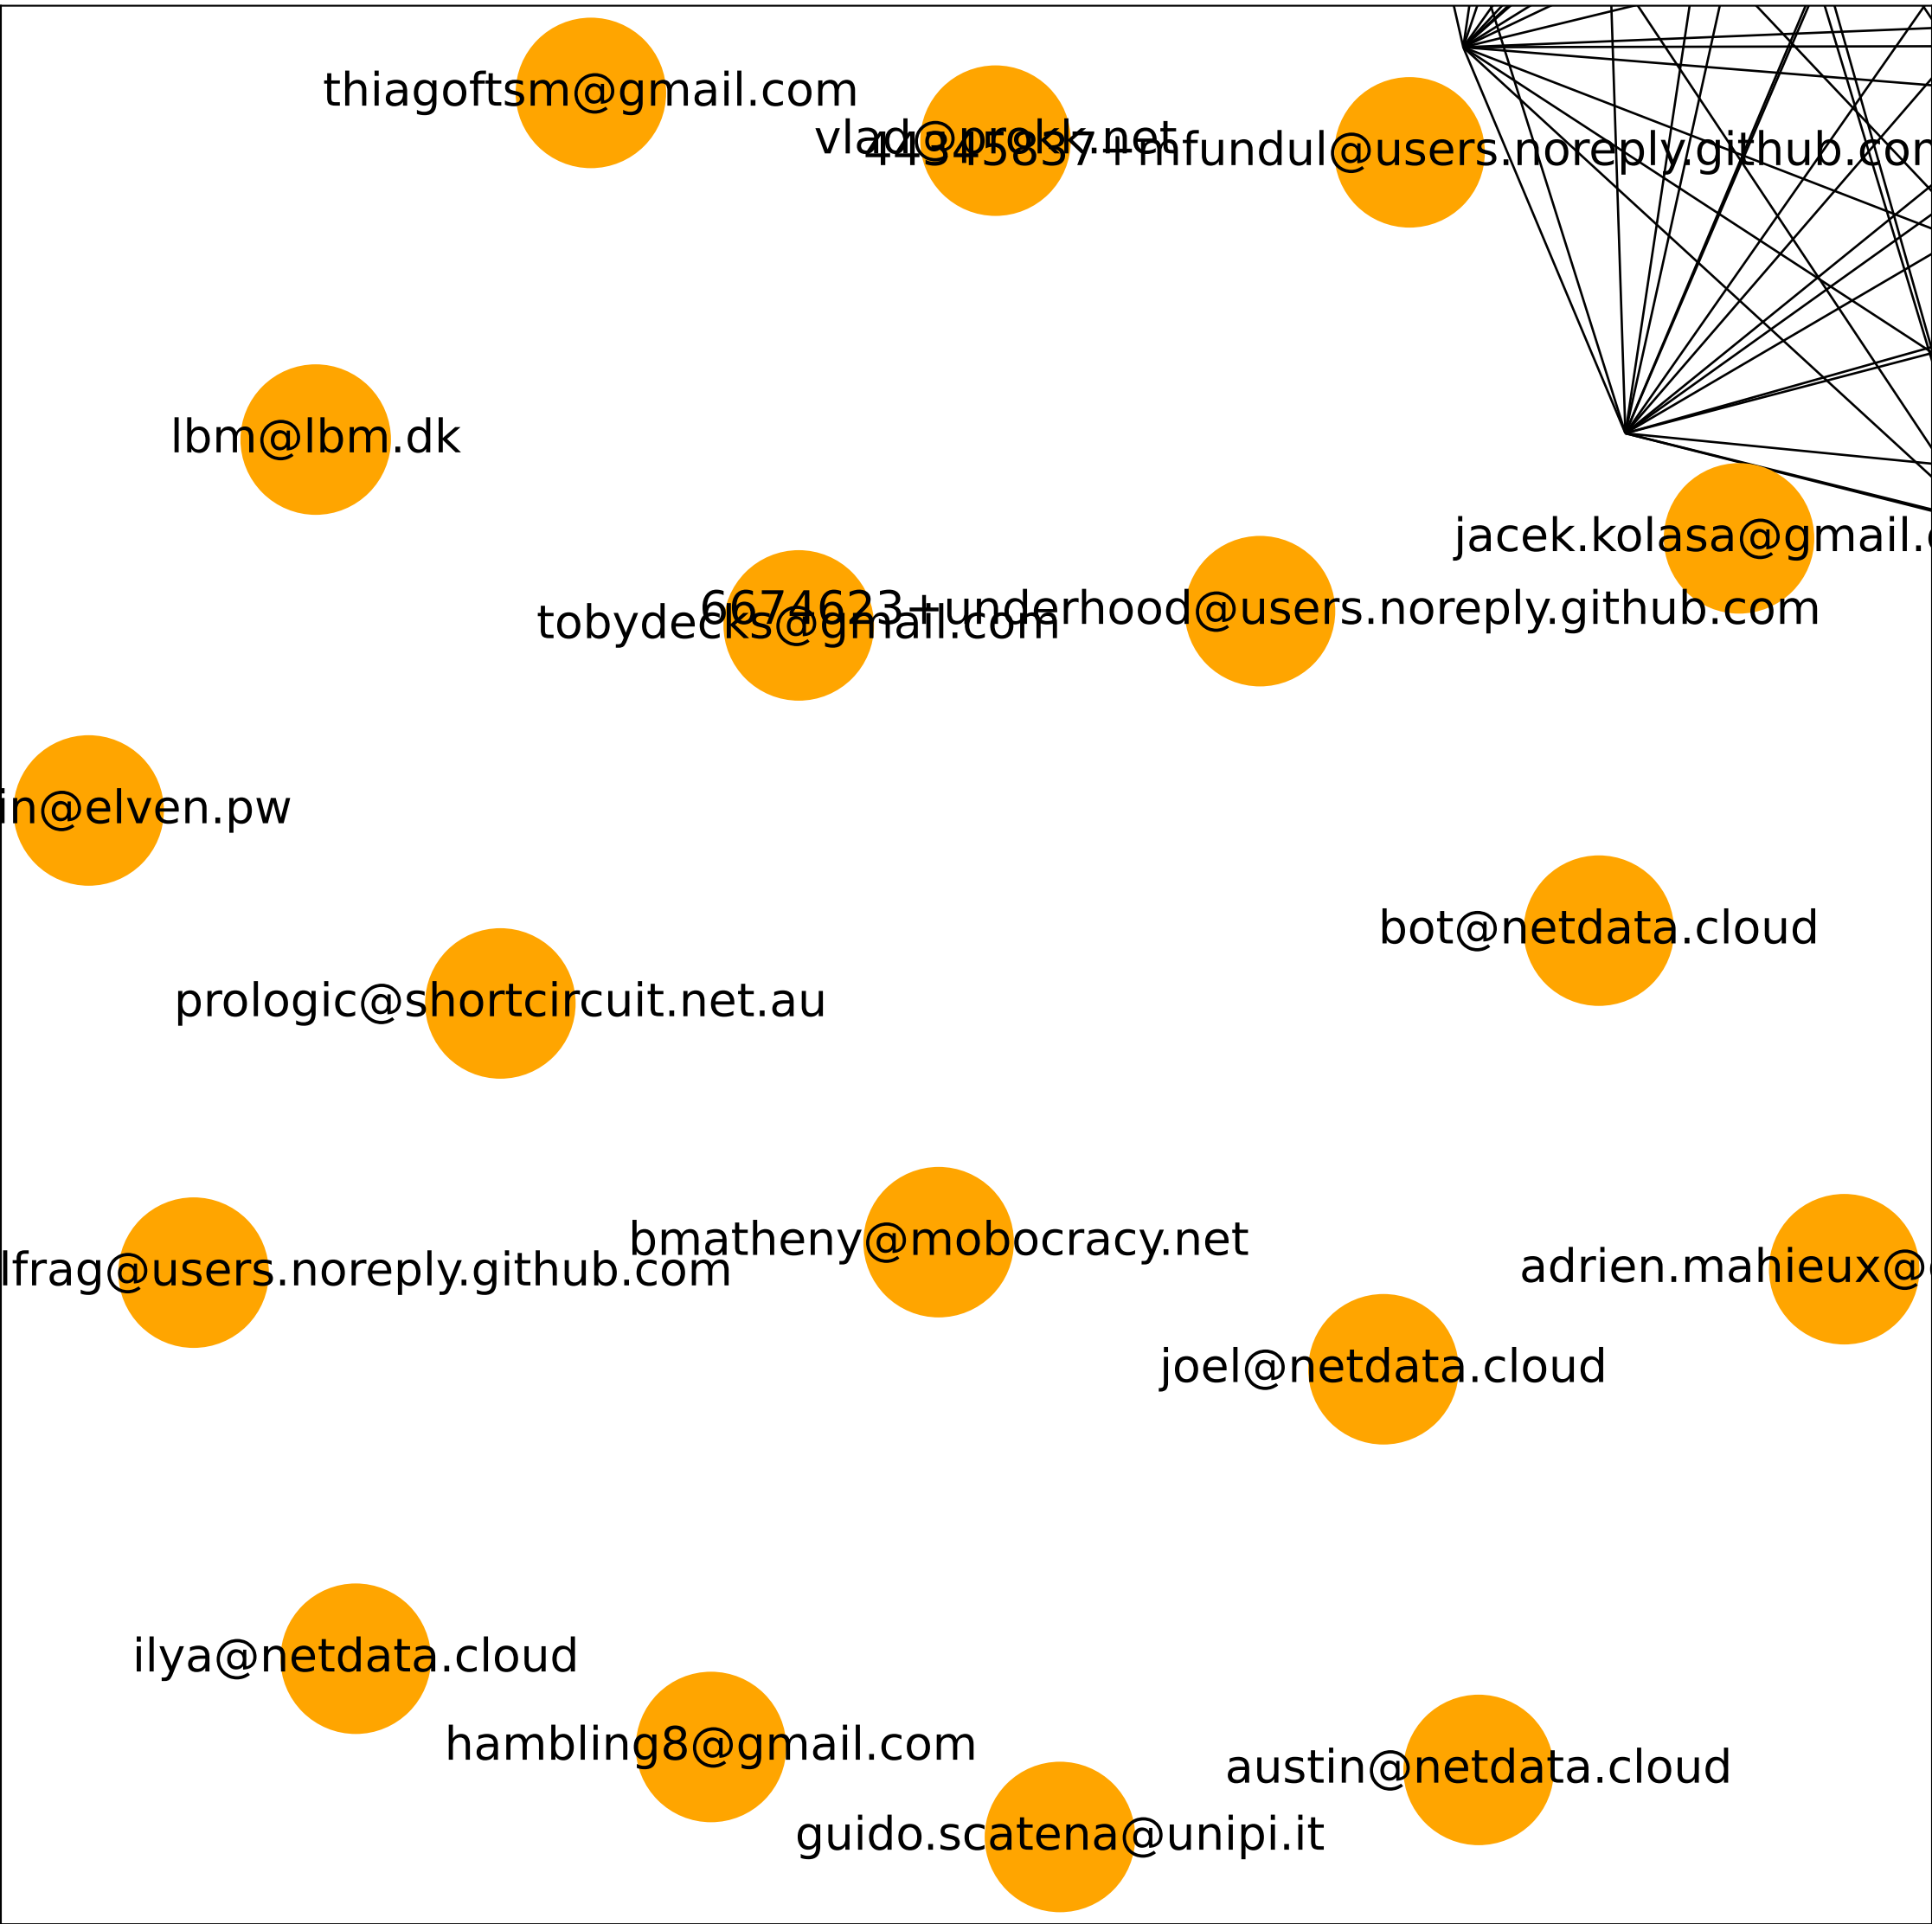 thiagoftsm@gmail.com
vlad@prokk.net
44345837+mfundul@users.noreply.github.com
lbm@lbm.dk
jacek.kolasa@gmail.
6674623+underhood@users.noreply.github.com
tobydecks@gmail.com
in@elven.pw
bot@netdata.cloud
prologic@shortcircuit.net.au
bmatheny@mobocracy.net
lfrag@users.noreply.github.com
adrien.mahieux@
joel@netdata.cloud
ilya@netdata.cloud
hambling8@gmail.com
austin@netdata.cloud
guido.scatena@unipi.it